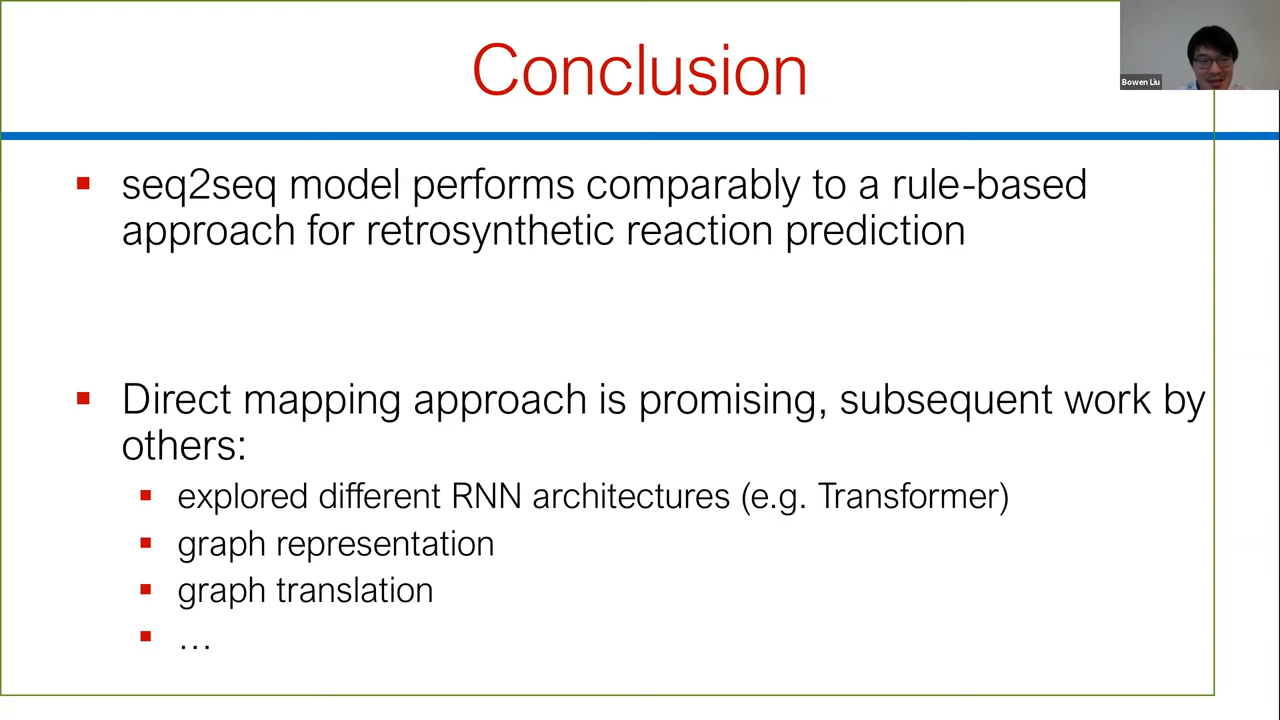 Conclusion
Bowen Liu
seq2seq model performs comparably to a rule-based
approach for retrosynthetic reaction prediction
Direct mapping approach is promising, subsequent work by
others:
explored different RNN architectures (e.g. Transformer)
graph representation
graph translation
...